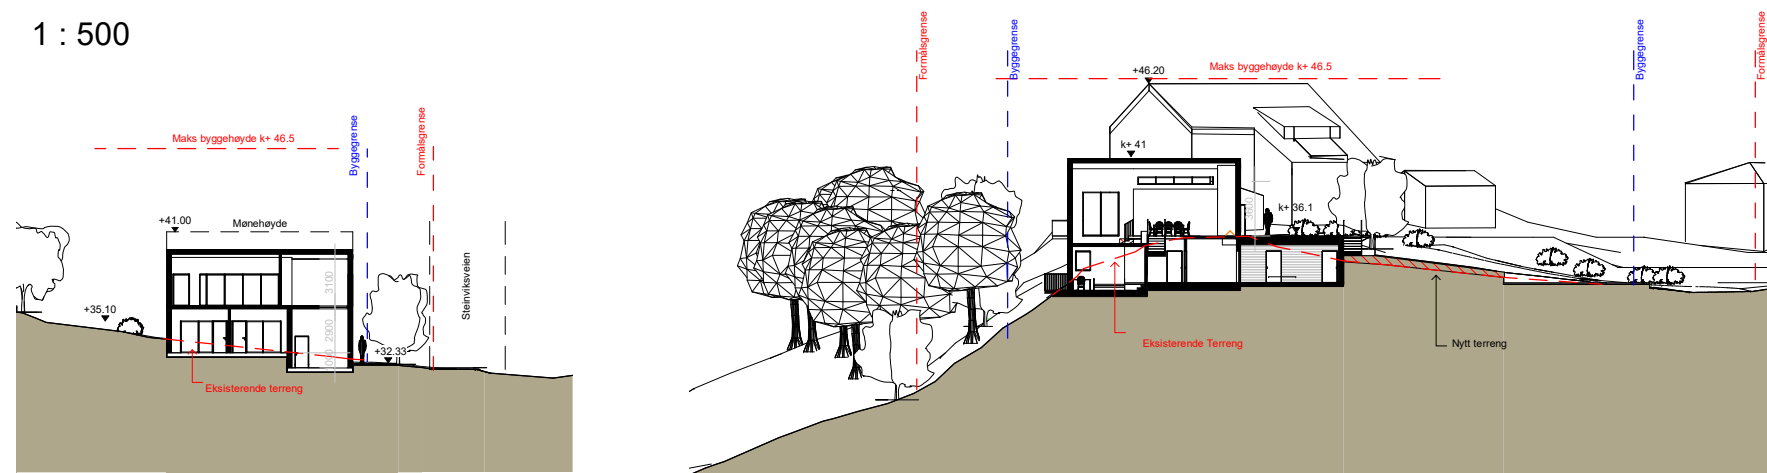 1 : 500
Maks byggehøyde k+ 46.5
Byggegrense
Formålsgrense
+41.00
Mønehøyde
Steinviksveien
3100
2900
+35.10
+32.33
Eksisterende terreng
Formålsgrense
Byggegrense
+46.20
Maks byggehøyde k+ 46.5
Byggegrense
Formålsgrense
k+ 41
k+ 36.1
3600
Eksisterende Terreng
Nytt terreng